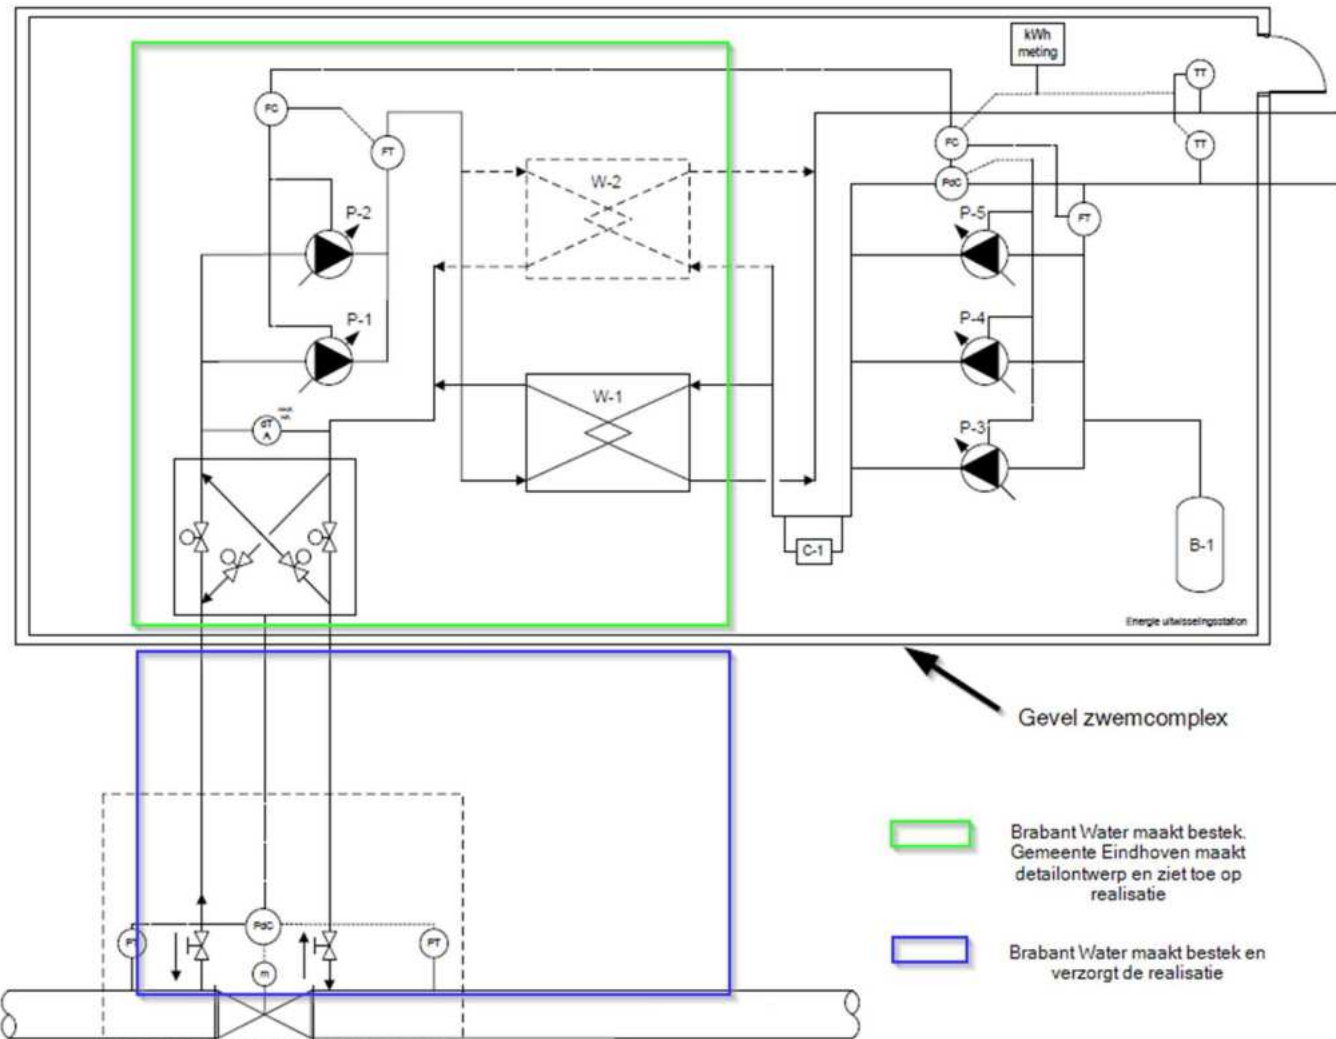 kWh
meting
TT
FC
FT
TT
FC
PdC
W-2
P-2
P-5
FT
P-1
P-4
W-1
dT
A
P-3
C-1
B-1
Energie uitwisselingsstation
Gevel zwemcomplex
Brabant Water maakt bestek.
Gemeente Eindhoven maakt
detailontwerp en ziet toe op
realisatie
PdC
PT
PT
Brabant Water maakt bestek en
verzorgt de realisatie
m